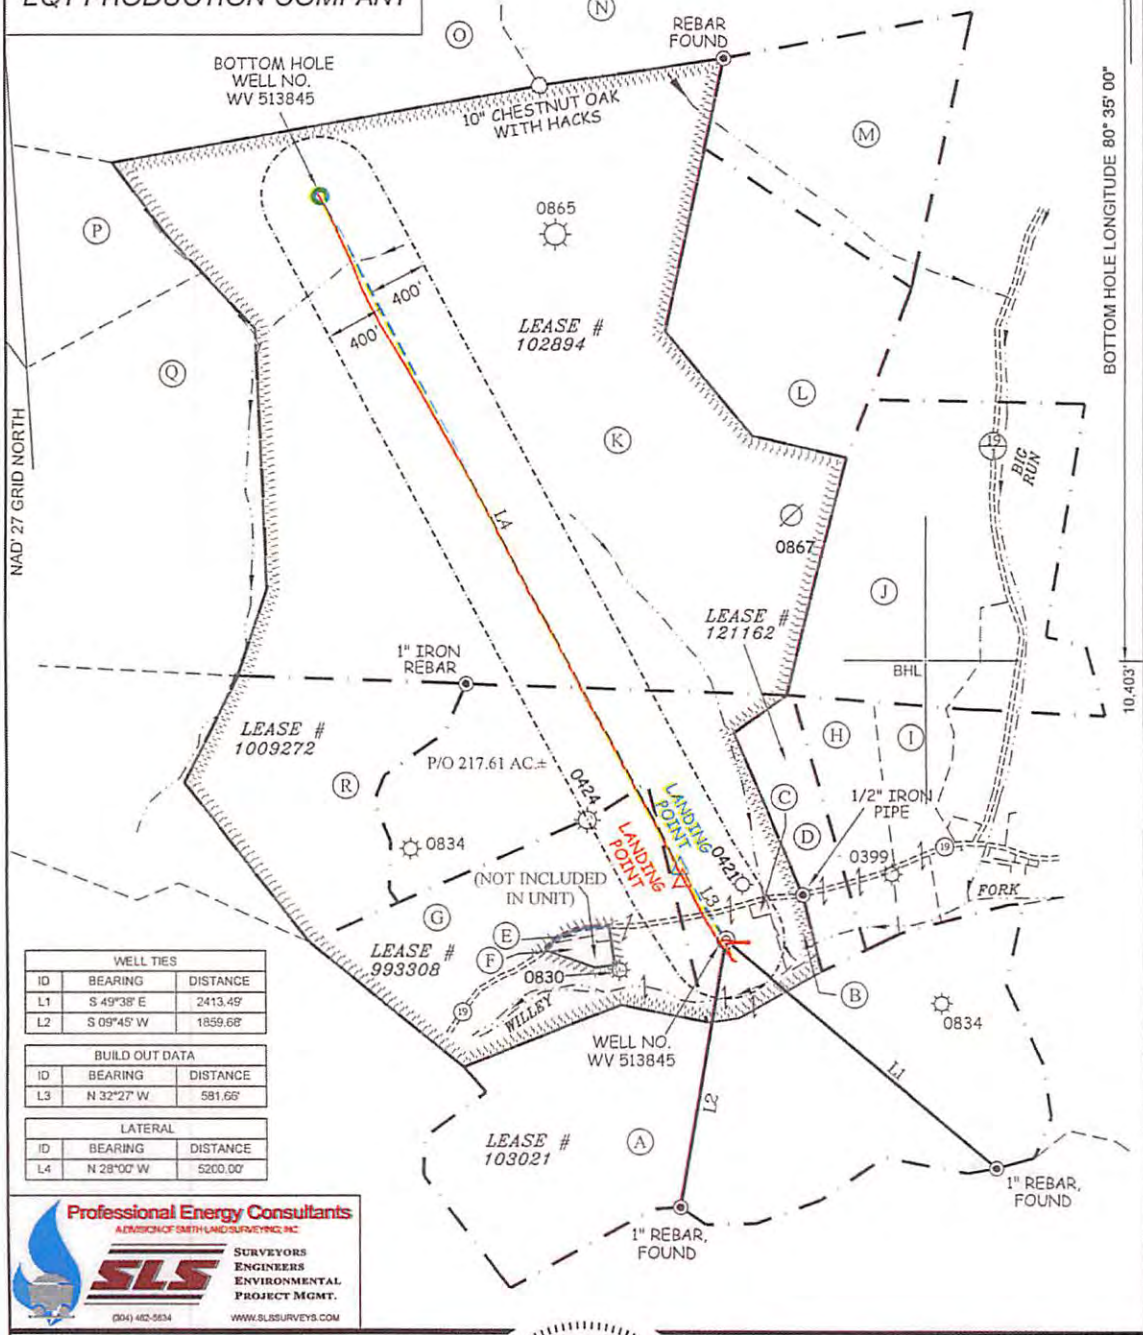 EQT PRODUCTION COMPANY
O
N
REBAR
FOUND
BOTTOM HOLE
WELL NO.
WV 513845
10" CHESTNUT OAK
WITH HACKS
M
BOTTOM HOLE LONGITUDE 80° 35' 00"
P
0865
400'
400'
LEASE #
102894
Q
L
K
19
BIG
RUN
NAD' 27 GRID NORTH
L4
0867
J
LEASE #
121162
1" IRON
REBAR
BHL
10,403'
LEASE #
1009272
H
I
P/O 217.61 AC.±
R
0424
LANDING
POINT
LANDING
POINT
C
1/2" IRON
PIPE
D
0834
0421
0399
19
(NOT INCLUDED
IN UNIT)
L3
FORK
G
E
F
LEASE #
993308
0830
B
19
WILLEY
0834
WELL NO.
WV 513845
L1
L2
LEASE #
103021
A
1" REBAR,
FOUND
1" REBAR,
FOUND
WELL TIES
ID BEARING DISTANCE
L1 S 49°38' E 2413.49'
L2 S 09°45' W 1859.68'
BUILD OUT DATA
ID BEARING DISTANCE
L3 N 32°27' W 581.66'
LATERAL
ID BEARING DISTANCE
L4 N 28°00' W 5200.00'
Professional Energy Consultants
A DIVISION OF SMITH LAND SURVEYING, INC.
SLS
SURVEYORS
ENGINEERS
ENVIRONMENTAL
PROJECT MGMT.
(304) 462-5634
WWW.SLSSURVEYS.COM